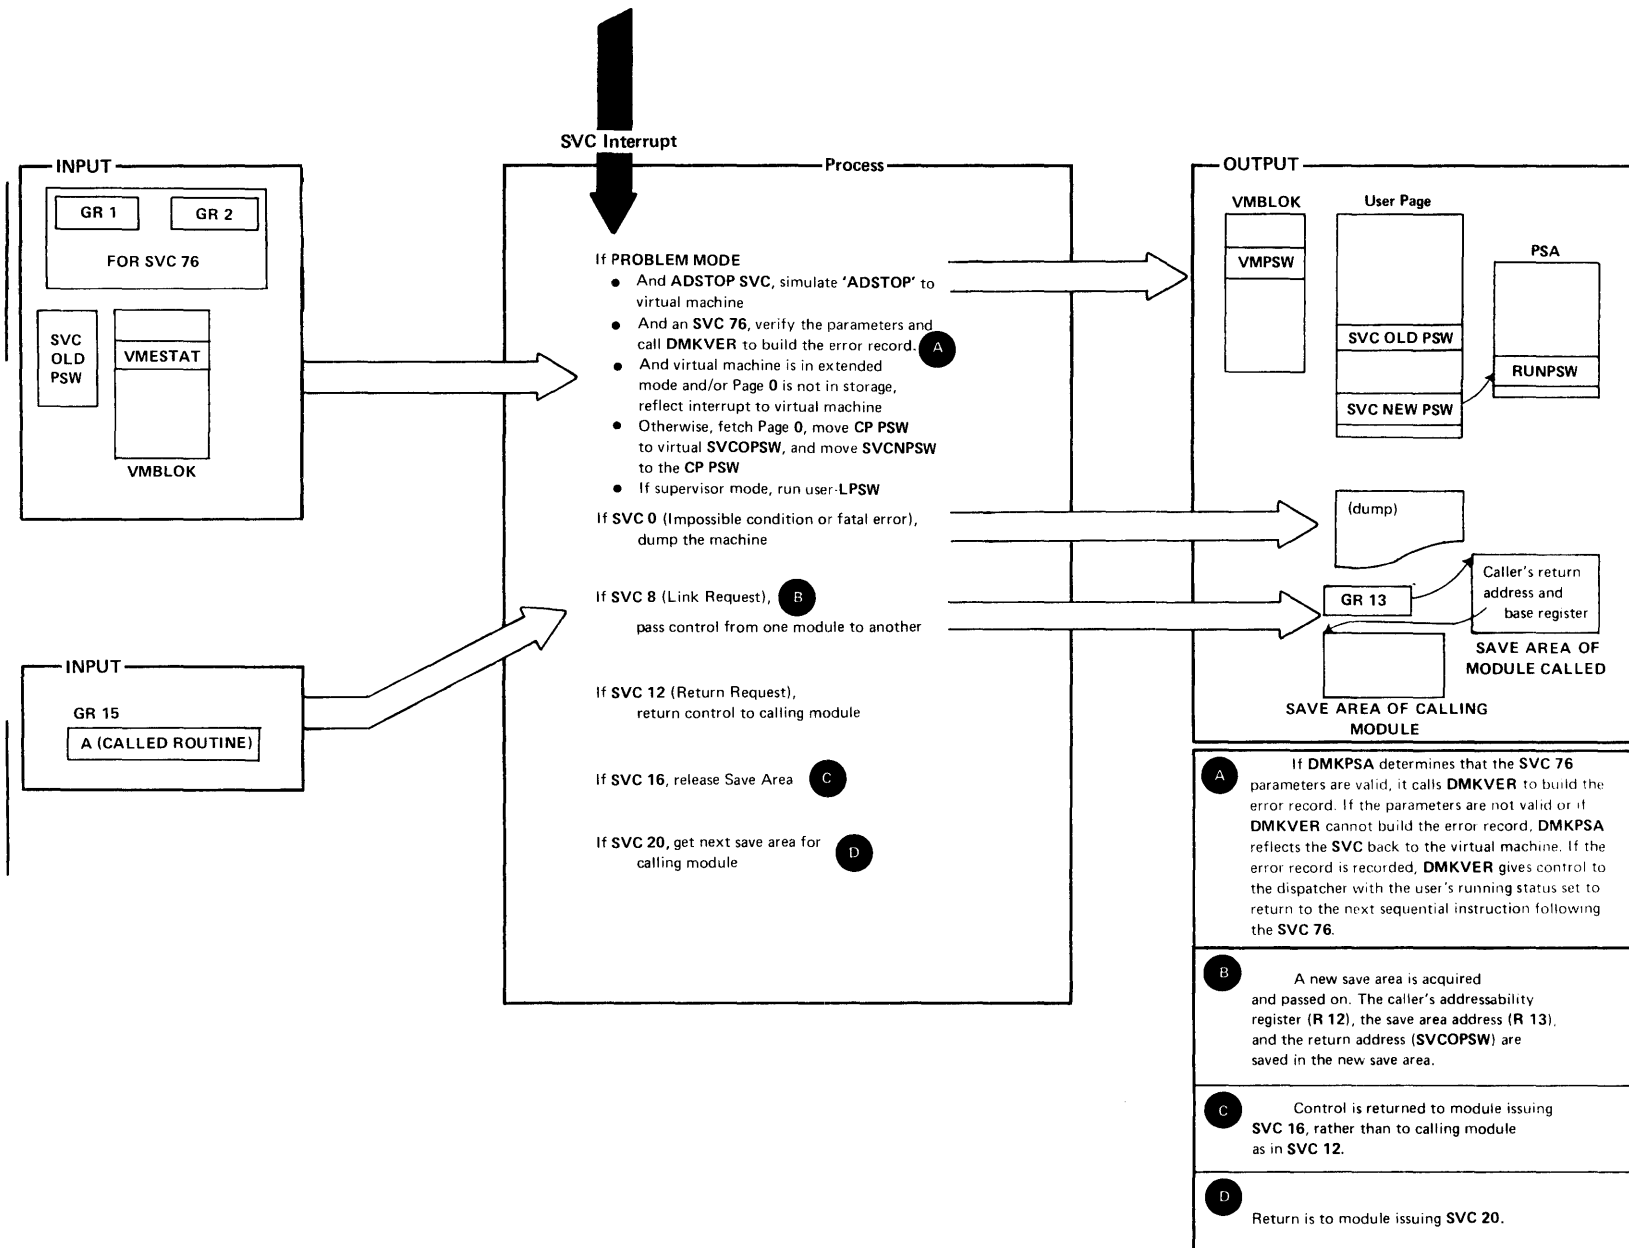 SVC Interrupt
INPUT
GR 1
GR 2
FOR SVC 76
SVC
OLD
PSW
VMESTAT
VMBLOK
INPUT
GR 15
A (CALLED ROUTINE)
Process
If PROBLEM MODE
● And ADSTOP SVC, simulate 'ADSTOP' to
virtual machine
● And an SVC 76, verify the parameters and
call DMKVER to build the error record. A
● And virtual machine is in extended
mode and/or Page 0 is not in storage,
reflect interrupt to virtual machine
● Otherwise, fetch Page 0, move CP PSW
to virtual SVCOPSW, and move SVCNPSW
to the CP PSW
● If supervisor mode, run user-LPSW
If SVC 0 (Impossible condition or fatal error),
dump the machine
If SVC 8 (Link Request), B
pass control from one module to another
If SVC 12 (Return Request),
return control to calling module
If SVC 16, release Save Area C
If SVC 20, get next save area for
calling module D
OUTPUT
VMBLOK
VMPSW
User Page
SVC OLD PSW
SVC NEW PSW
PSA
RUNPSW
(dump)
GR 13
Caller's return
address and
base register
SAVE AREA OF
MODULE CALLED
SAVE AREA OF CALLING
MODULE
A
If DMKPSA determines that the SVC 76
parameters are valid, it calls DMKVER to build the
error record. If the parameters are not valid or if
DMKVER cannot build the error record, DMKPSA
reflects the SVC back to the virtual machine. If the
error record is recorded, DMKVER gives control to
the dispatcher with the user's running status set to
return to the next sequential instruction following
the SVC 76.
B
A new save area is acquired
and passed on. The caller's addressability
register (R 12), the save area address (R 13),
and the return address (SVCOPSW) are
saved in the new save area.
C
Control is returned to module issuing
SVC 16, rather than to calling module
as in SVC 12.
D
Return is to module issuing SVC 20.